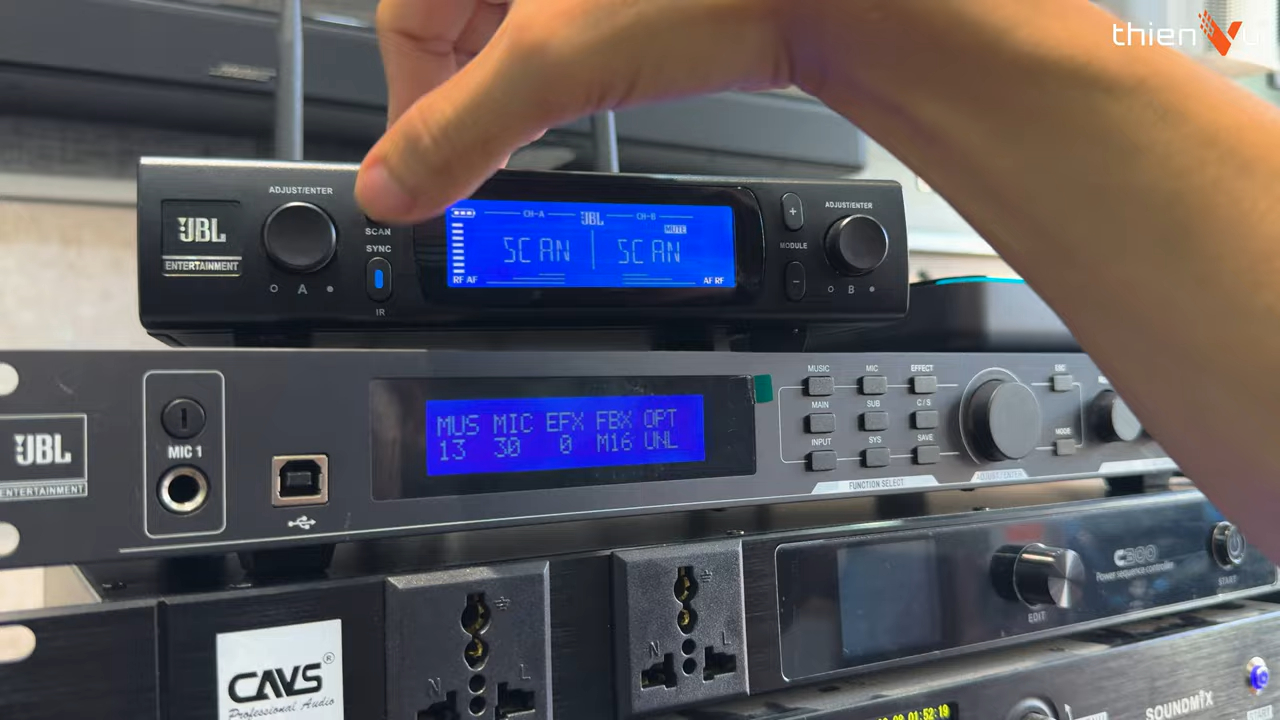 thien Vu
ADJUST/ENTER
JBL
ENTERTAINMENT
A
SCAN
SYNC
IR
CH-A
JBL
CH-B
MUTE
SCAN
SCAN
RF AF
AF RF
+
MODULE
-
ADJUST/ENTER
B
JBL
ENTERTAINMENT
MIC 1
MUS MIC EFX FBX OPT
13 30 0 M16 UNL
MUSIC MIC EFFECT
MAIN SUB C/S
INPUT SYS SAVE
FUNCTION SELECT
ADJUST/ENTER
MODE
CAVS®
Professional Audio
N L
N L
C300
Power sequence controller
EDIT
START
SOUNDMIX